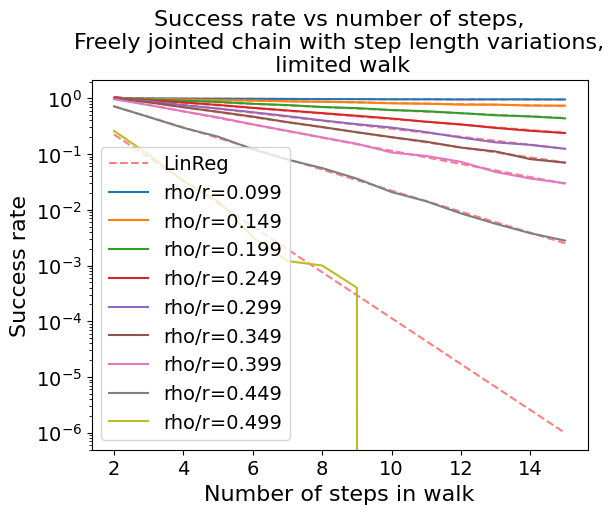 Success rate vs number of steps,
Freely jointed chain with step length variations,
limited walk
10^0
10^-1
10^-2
10^-3
10^-4
10^-5
10^-6
Success rate
LinReg
rho/r=0.099
rho/r=0.149
rho/r=0.199
rho/r=0.249
rho/r=0.299
rho/r=0.349
rho/r=0.399
rho/r=0.449
rho/r=0.499
2 4 6 8 10 12 14
Number of steps in walk